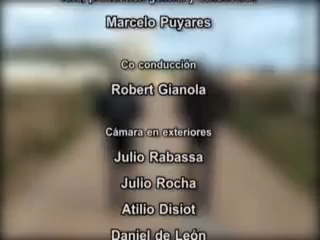 Marcelo Puyares
Co conducción
Robert Gianola
Cámara en exteriores
Julio Rabassa
Julio Rocha
Atilio Disiot
Daniel de León